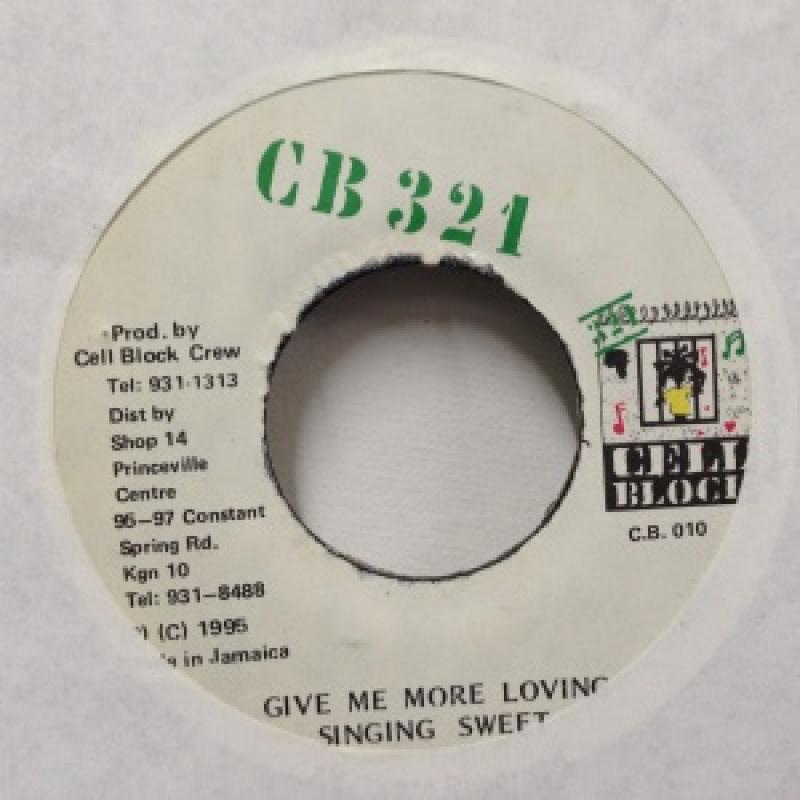 CB 321
Prod. by
Cell Block Crew
Tel: 931-1313
Dist by
Shop 14
Princeville
Centre
95–97 Constant
Spring Rd.
Kgn 10
Tel: 931–8488
(C) 1995
in Jamaica
321
CELL
BLOCK
C.B. 010
GIVE ME MORE LOVING
SINGING SWEET